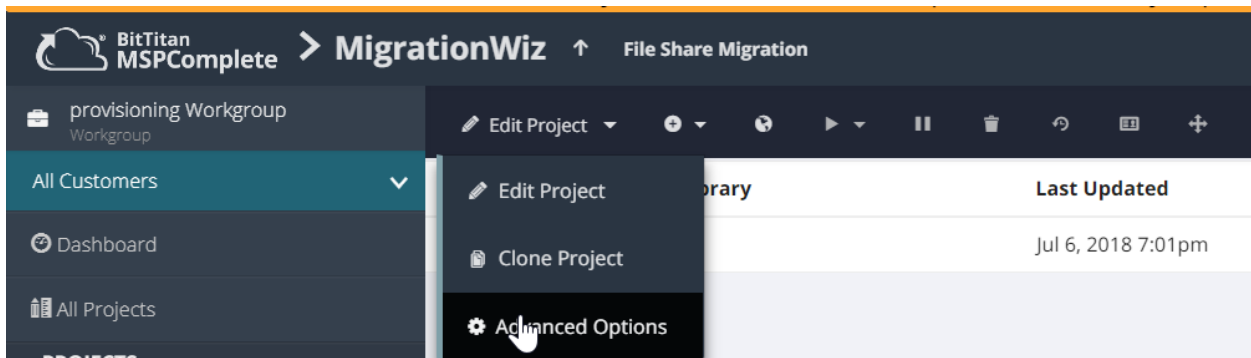 BitTitan
MSPComplete > MigrationWiz ↑ File Share Migration
provisioning Workgroup
Workgroup
Edit Project
All Customers
Edit Project
Last Updated
Dashboard
Clone Project
Jul 6, 2018 7:01pm
All Projects
Advanced Options